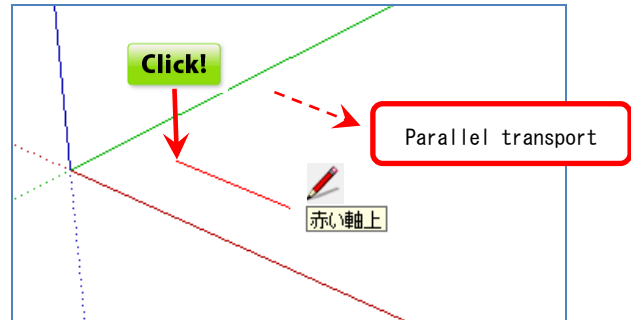 Click!
Parallel transport
赤い軸上